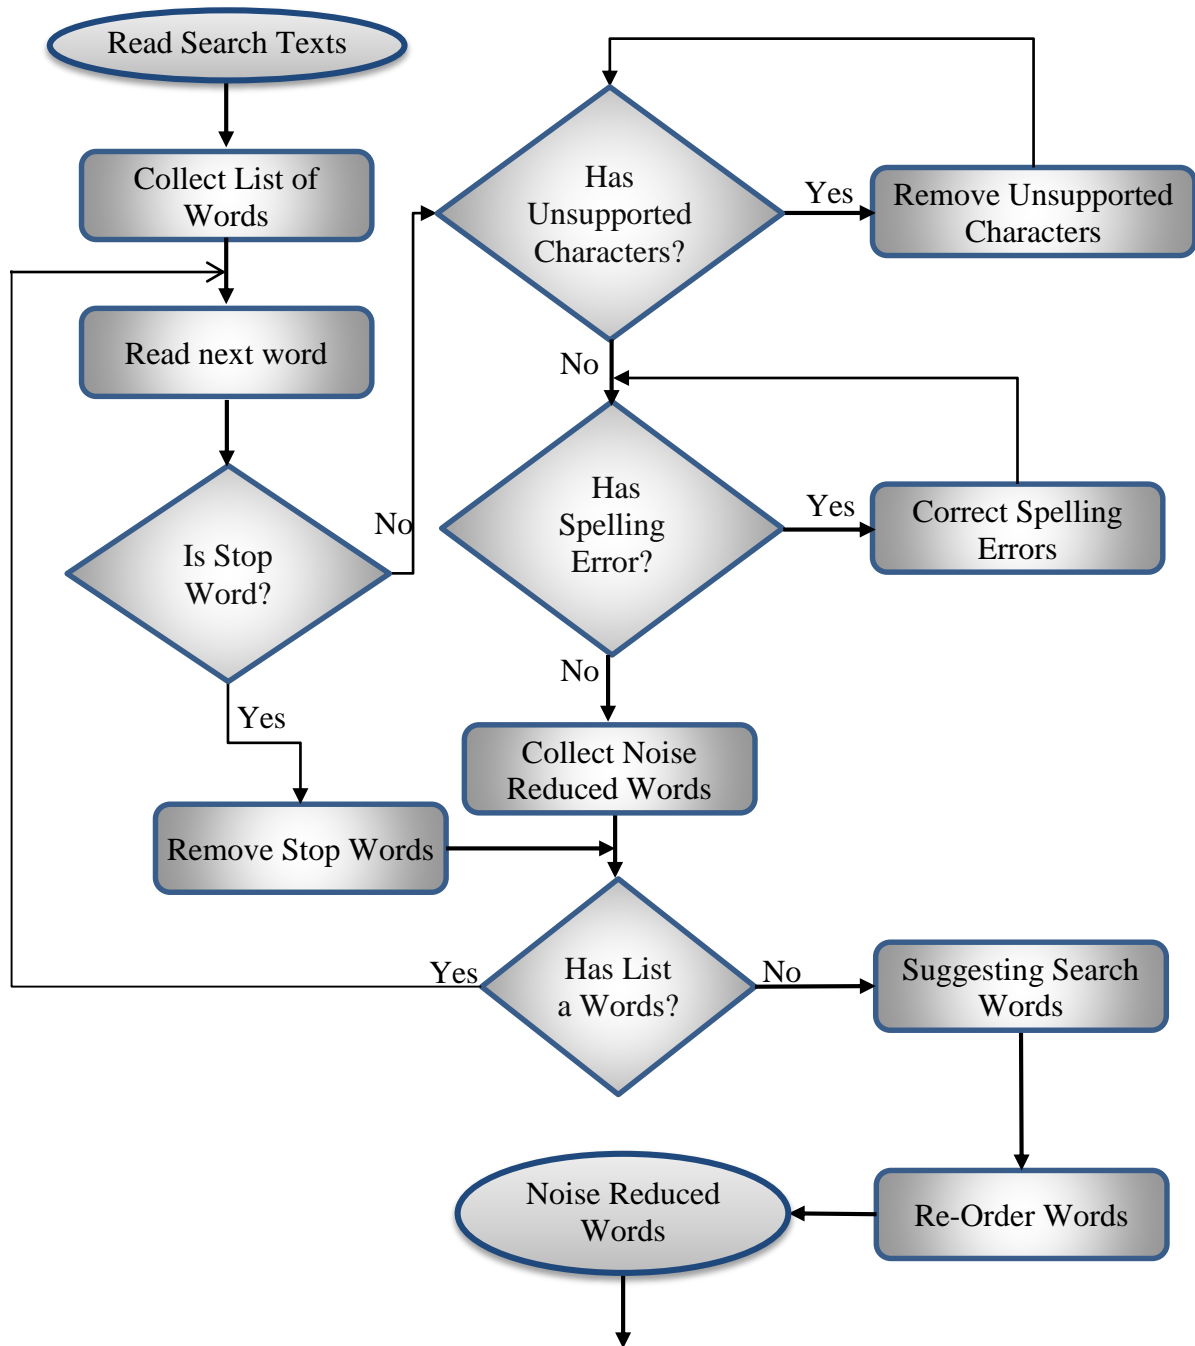 Read Search Texts
Collect List of
Words
Read next word
Is Stop
Word?
No
Yes
Remove Stop Words
Has
Unsupported
Characters?
Yes
Remove Unsupported
Characters
No
Has
Spelling
Error?
Yes
Correct Spelling
Errors
No
Collect Noise
Reduced Words
Has List
a Words?
Yes
No
Suggesting Search
Words
Re-Order Words
Noise Reduced
Words